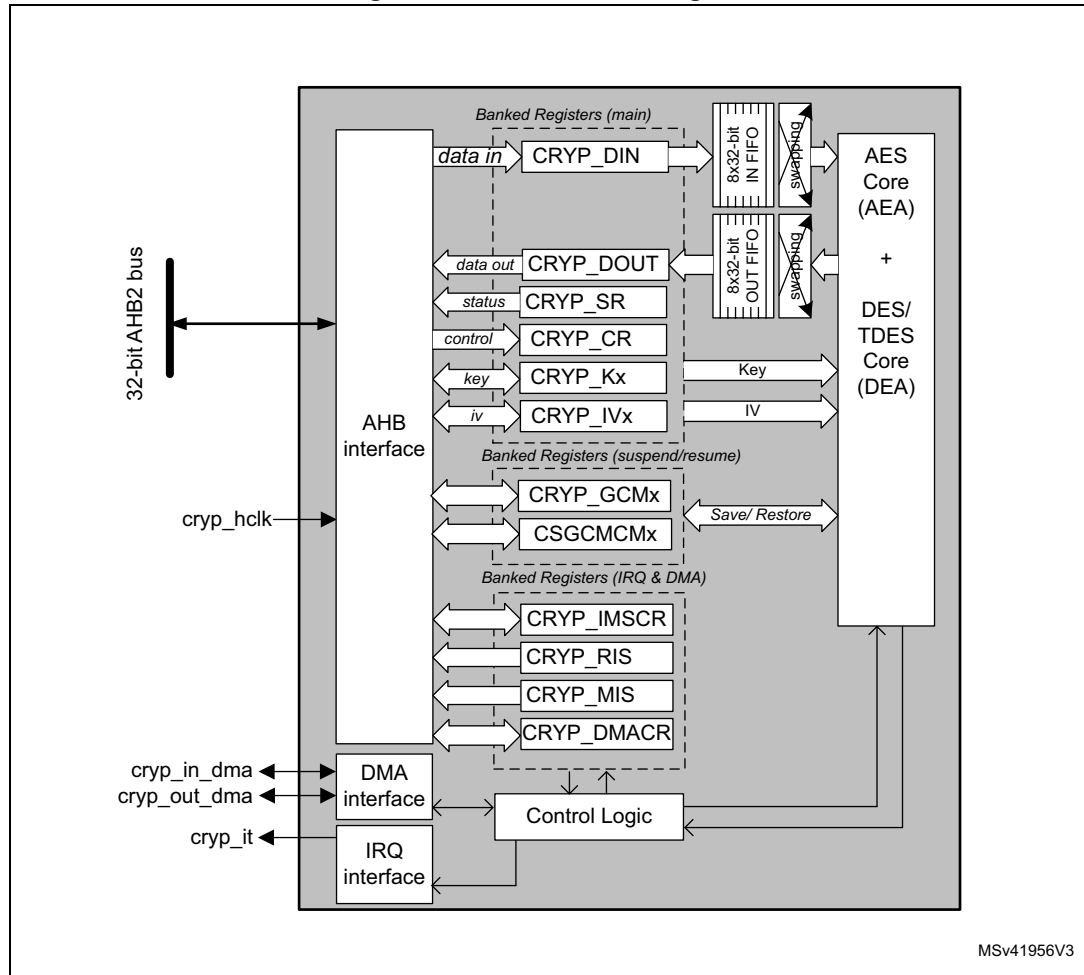 Banked Registers (main)
data in
CRYP_DIN
8x32-bit
IN FIFO
swapping
AES
Core
(AEA)
+
DES/
TDES
Core
(DEA)
32-bit AHB2 bus
data out
CRYP_DOUT
8x32-bit
OUT FIFO
swapping
status
CRYP_SR
control
CRYP_CR
key
CRYP_Kx
Key
iv
CRYP_IVx
IV
AHB
interface
Banked Registers (suspend/resume)
CRYP_GCMx
cryp_hclk
CSGCMCMx
Save/ Restore
Banked Registers (IRQ & DMA)
CRYP_IMSCR
CRYP_RIS
CRYP_MIS
CRYP_DMACR
cryp_in_dma
cryp_out_dma
DMA
interface
Control Logic
cryp_it
IRQ
interface
MSv41956V3